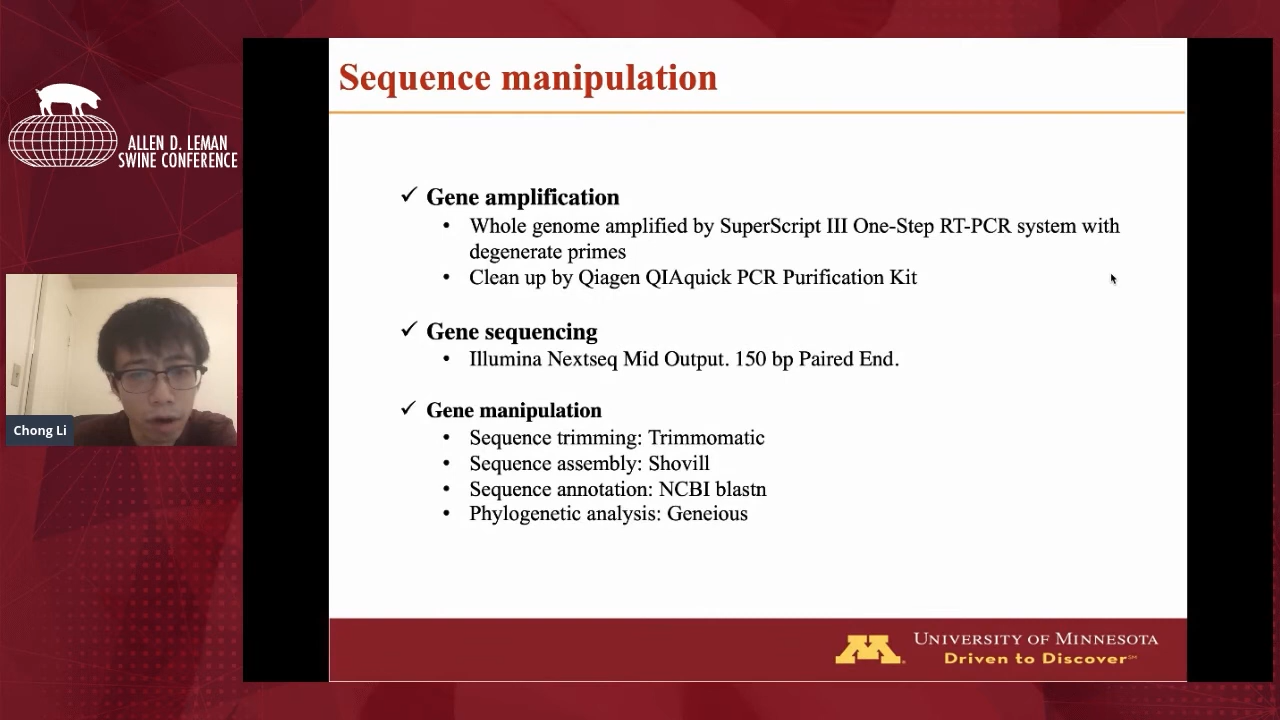 Sequence manipulation
ALLEN D. LEMAN
SWINE CONFERENCE
✓ Gene amplification
• Whole genome amplified by SuperScript III One-Step RT-PCR system with
degenerate primes
• Clean up by Qiagen QIAquick PCR Purification Kit
✓ Gene sequencing
• Illumina Nextseq Mid Output. 150 bp Paired End.
✓ Gene manipulation
• Sequence trimming: Trimmomatic
• Sequence assembly: Shovill
• Sequence annotation: NCBI blastn
• Phylogenetic analysis: Geneious
Chong Li
M
UNIVERSITY OF MINNESOTA
Driven to Discover℠